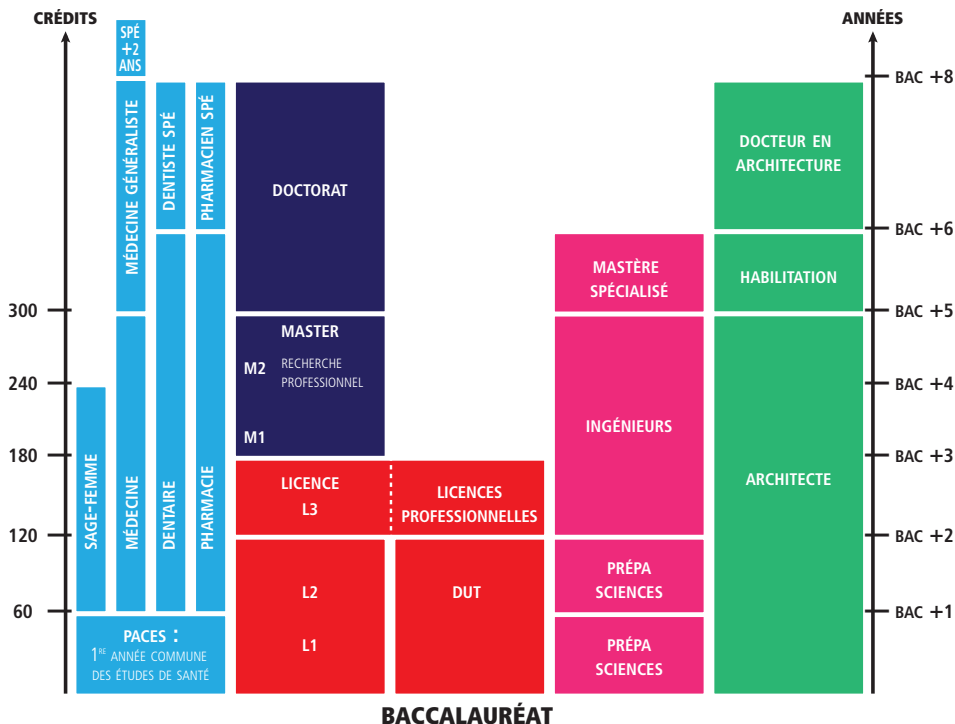 CRÉDITS
ANNÉES
SPÉ
+2
ANS
BAC +8
MÉDECINE GÉNÉRALISTE
DENTISTE SPÉ
PHARMACIEN SPÉ
DOCTORAT
DOCTEUR EN
ARCHITECTURE
BAC +6
MASTÈRE
SPÉCIALISÉ
HABILITATION
300
BAC +5
MASTER
M2 RECHERCHE
PROFESSIONNEL
M1
240
BAC +4
INGÉNIEURS
180
BAC +3
SAGE-FEMME
MÉDECINE
DENTAIRE
PHARMACIE
LICENCE
L3
LICENCES
PROFESSIONNELLES
ARCHITECTE
120
BAC +2
L2
DUT
PRÉPA
SCIENCES
60
BAC +1
PACES :
1RE ANNÉE COMMUNE
DES ÉTUDES DE SANTÉ
L1
PRÉPA
SCIENCES
BACCALAURÉAT